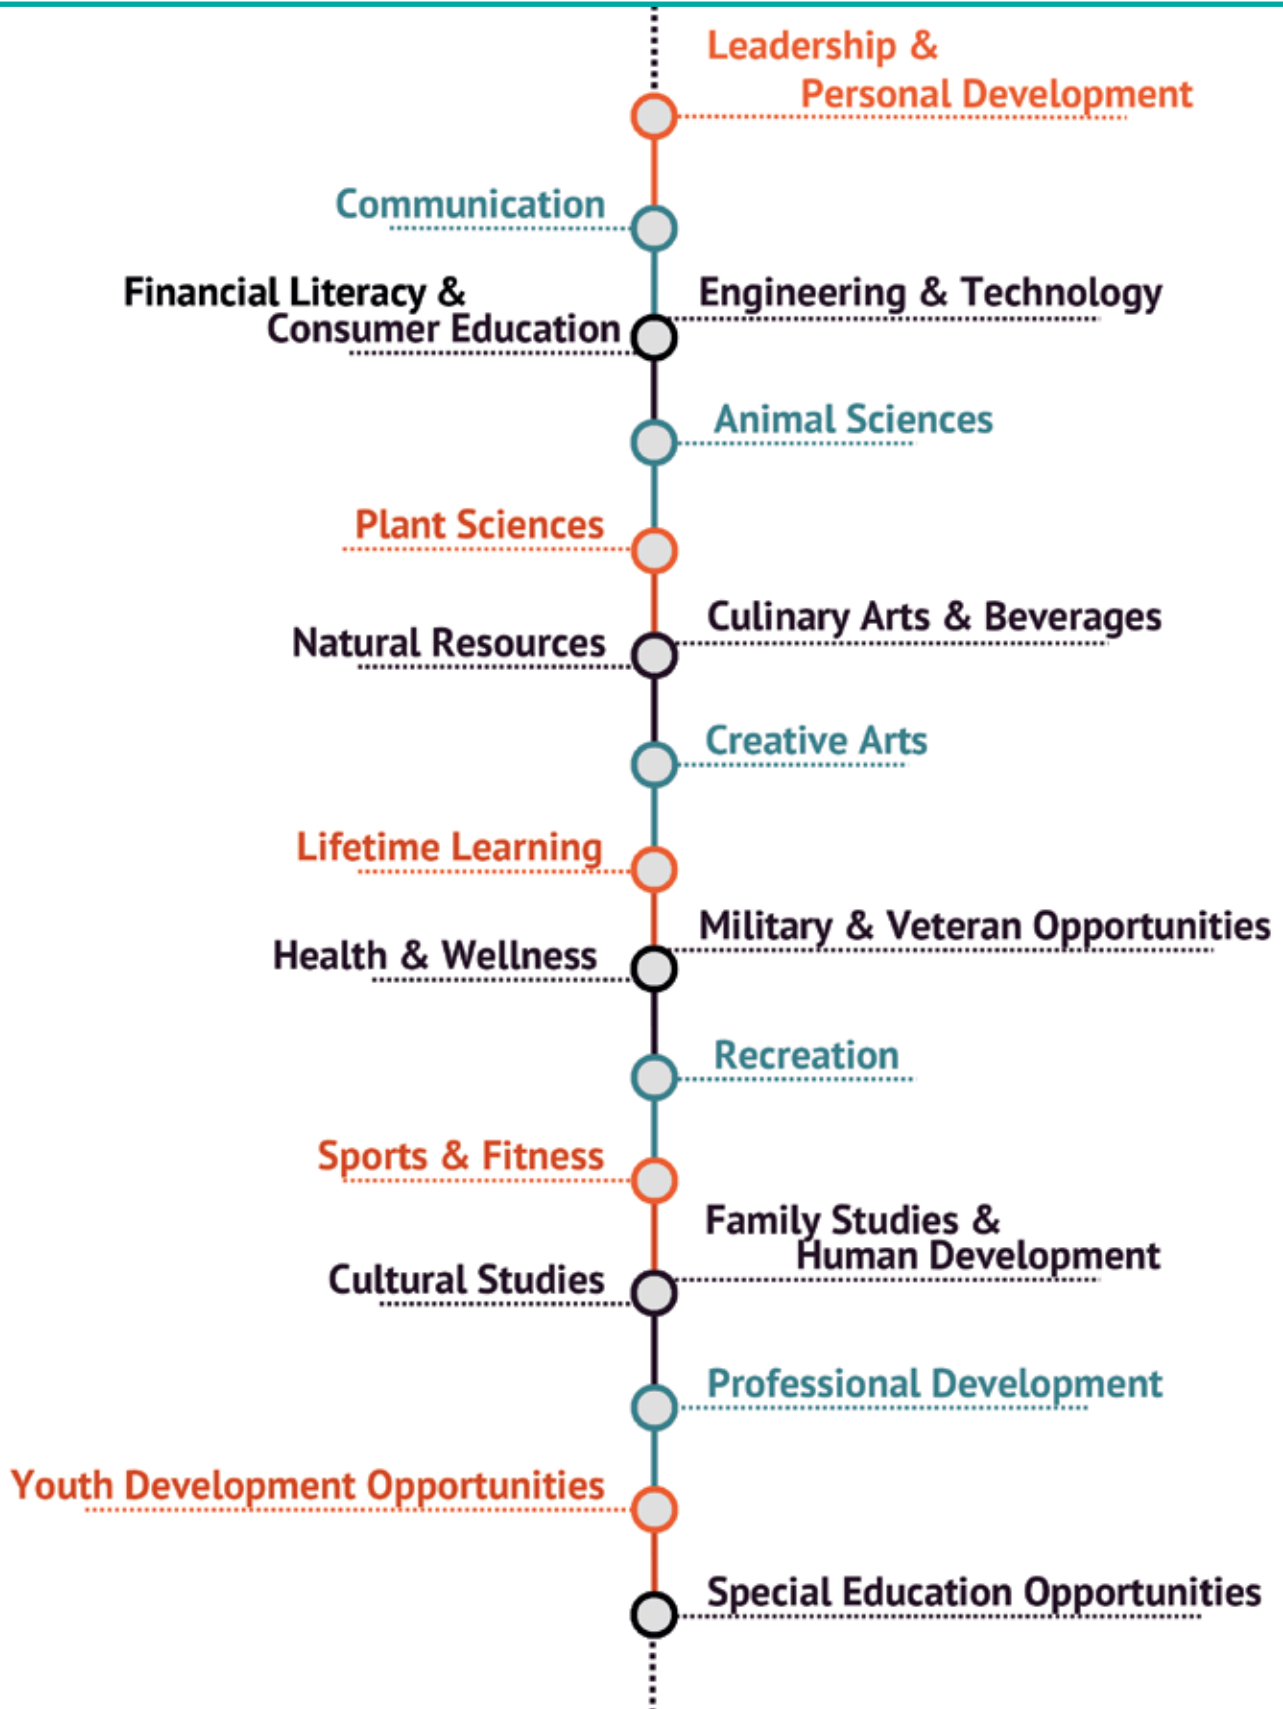 Leadership &
Personal Development
Communication
Financial Literacy &
Consumer Education
Engineering & Technology
Animal Sciences
Plant Sciences
Culinary Arts & Beverages
Natural Resources
Creative Arts
Lifetime Learning
Military & Veteran Opportunities
Health & Wellness
Recreation
Sports & Fitness
Family Studies &
Human Development
Cultural Studies
Professional Development
Youth Development Opportunities
Special Education Opportunities